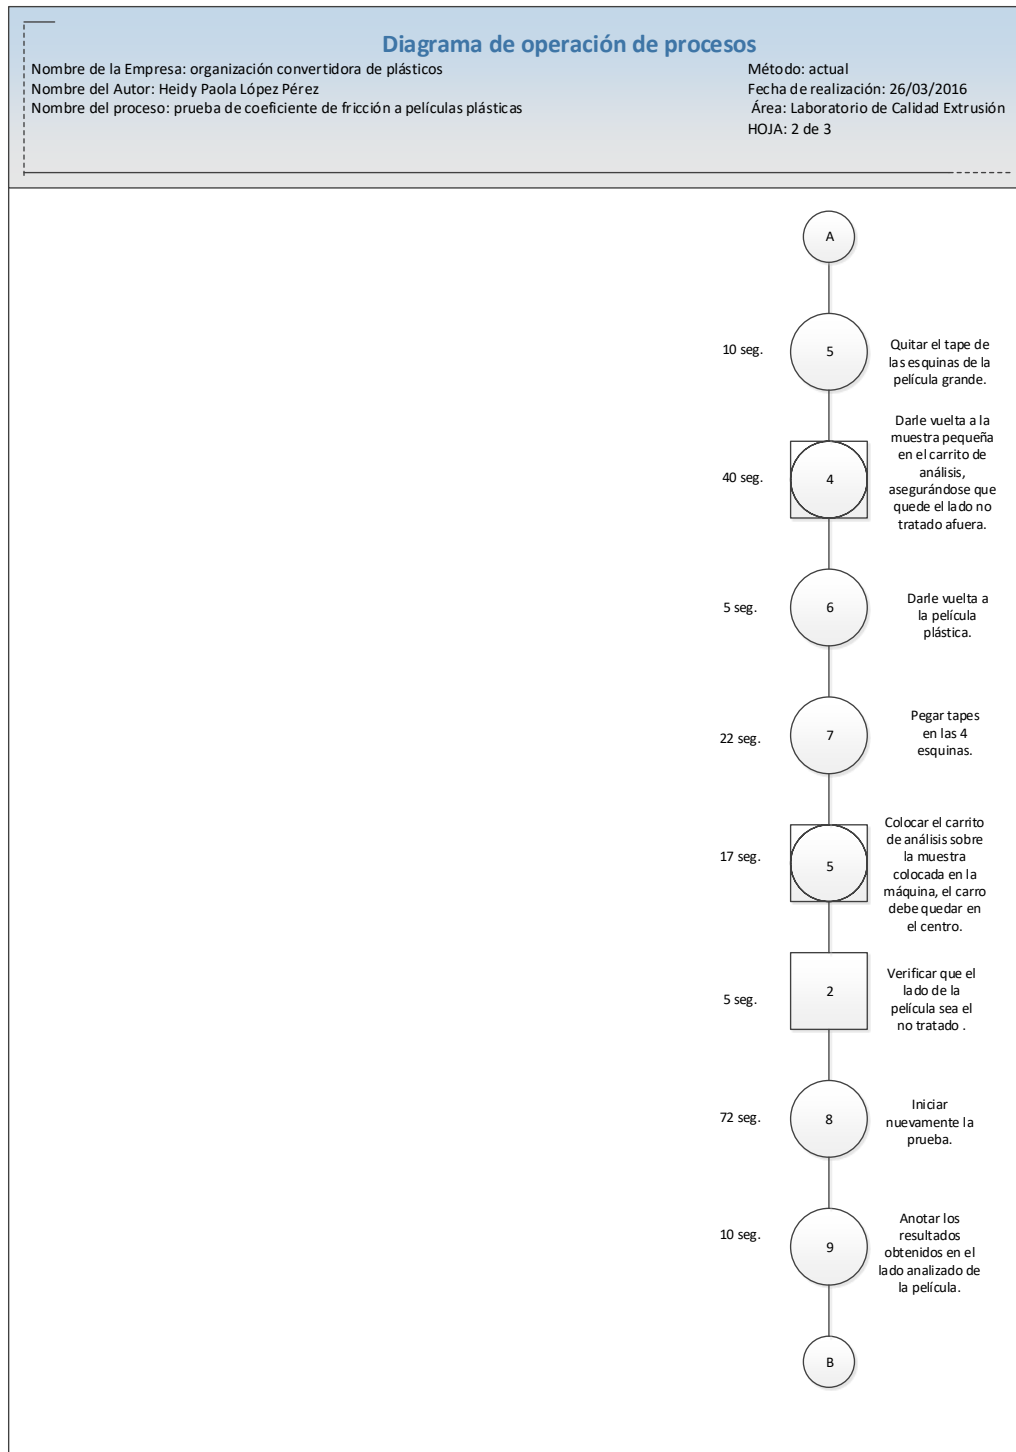 Diagrama de operación de procesos
Nombre de la Empresa: organización convertidora de plásticos
Nombre del Autor: Heidy Paola López Pérez
Nombre del proceso: prueba de coeficiente de fricción a películas plásticas
Método: actual
Fecha de realización: 26/03/2016
Área: Laboratorio de Calidad Extrusión
HOJA: 2 de 3
A
10 seg.
5
Quitar el tape de
las esquinas de la
película grande.
40 seg.
4
Darle vuelta a la
muestra pequeña
en el carrito de
análisis,
asegurándose que
quede el lado no
tratado afuera.
5 seg.
6
Darle vuelta a
la película
plástica.
22 seg.
7
Pegar tapes
en las 4
esquinas.
17 seg.
5
Colocar el carrito
de análisis sobre
la muestra
colocada en la
máquina, el carro
debe quedar en
el centro.
5 seg.
2
Verificar que el
lado de la
película sea el
no tratado .
72 seg.
8
Iniciar
nuevamente la
prueba.
10 seg.
9
Anotar los
resultados
obtenidos en el
lado analizado de
la película.
B